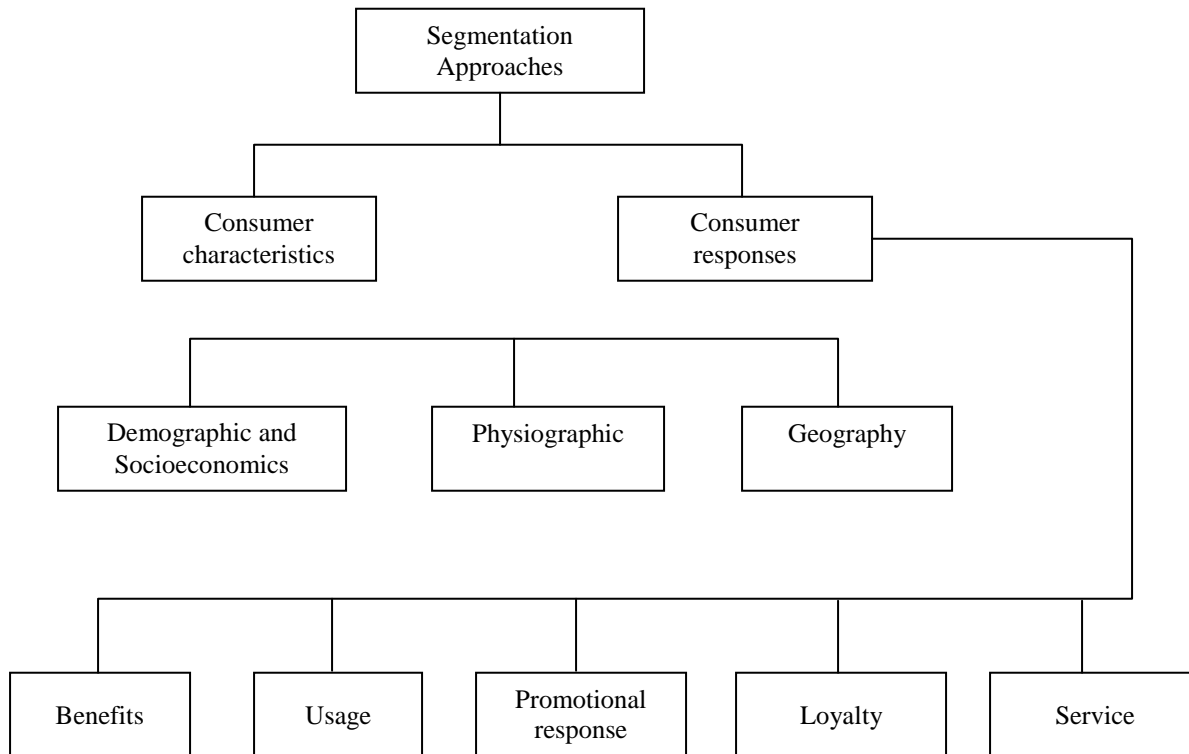 Segmentation
Approaches
Consumer
characteristics
Consumer
responses
Demographic and
Socioeconomics
Physiographic
Geography
Benefits
Usage
Promotional
response
Loyalty
Service